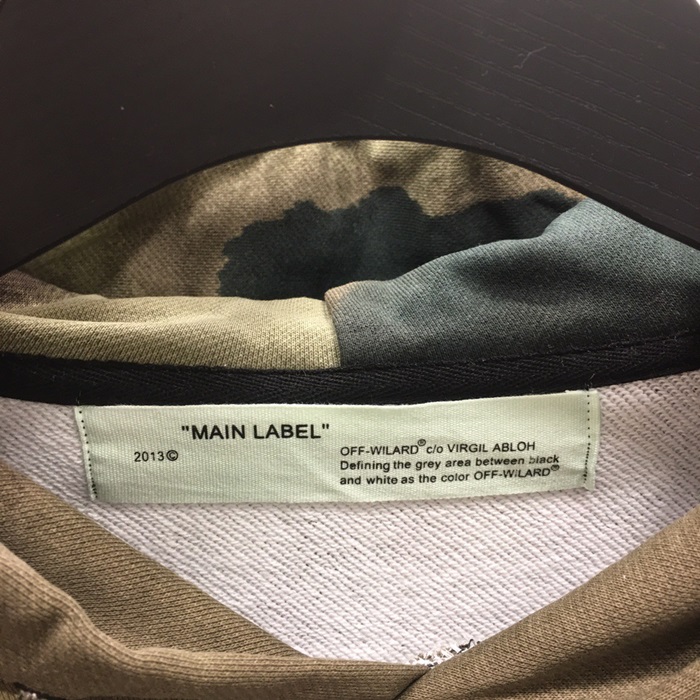 "MAIN LABEL"
2013©
OFF-WILARD® c/o VIRGIL ABLOH
Defining the grey area between black
and white as the color OFF-WILARD®